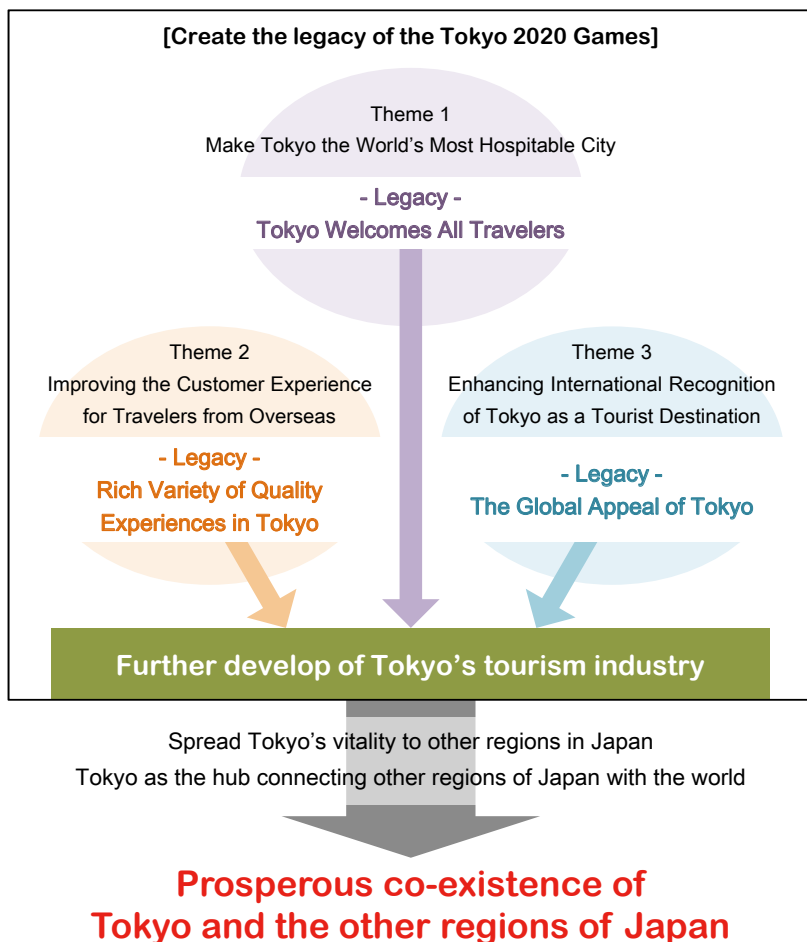 [Create the legacy of the Tokyo 2020 Games]
Theme 1
Make Tokyo the World's Most Hospitable City
- Legacy -
Tokyo Welcomes All Travelers
Theme 2
Improving the Customer Experience
for Travelers from Overseas
- Legacy -
Rich Variety of Quality
Experiences in Tokyo
Theme 3
Enhancing International Recognition
of Tokyo as a Tourist Destination
- Legacy -
The Global Appeal of Tokyo
Further develop of Tokyo's tourism industry
Spread Tokyo's vitality to other regions in Japan
Tokyo as the hub connecting other regions of Japan with the world
Prosperous co-existence of
Tokyo and the other regions of Japan